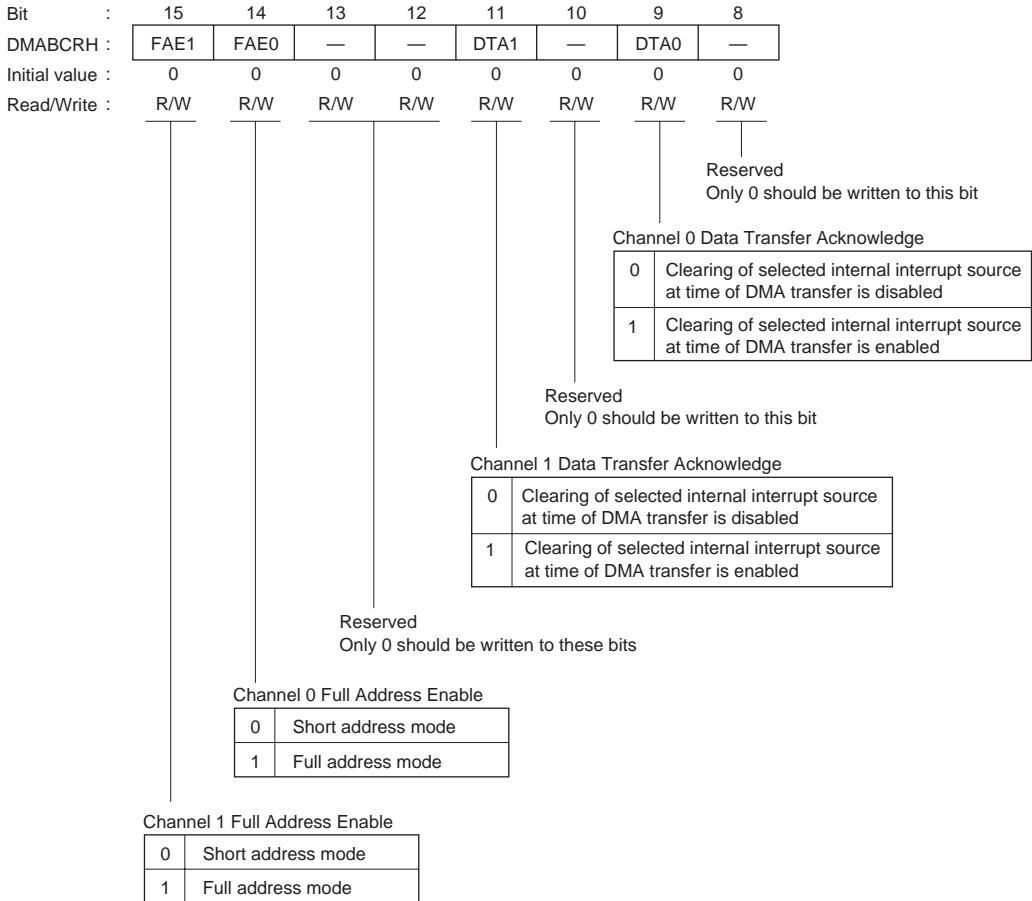 Bit : 15 14 13 12 11 10 9 8
DMABCRH : FAE1 FAE0 — — DTA1 — DTA0 —
Initial value : 0 0 0 0 0 0 0 0
Read/Write : R/W R/W R/W R/W R/W R/W R/W R/W
Reserved
Only 0 should be written to this bit
Channel 0 Data Transfer Acknowledge
0 Clearing of selected internal interrupt source
at time of DMA transfer is disabled
1 Clearing of selected internal interrupt source
at time of DMA transfer is enabled
Reserved
Only 0 should be written to this bit
Channel 1 Data Transfer Acknowledge
0 Clearing of selected internal interrupt source
at time of DMA transfer is disabled
1 Clearing of selected internal interrupt source
at time of DMA transfer is enabled
Reserved
Only 0 should be written to these bits
Channel 0 Full Address Enable
0 Short address mode
1 Full address mode
Channel 1 Full Address Enable
0 Short address mode
1 Full address mode